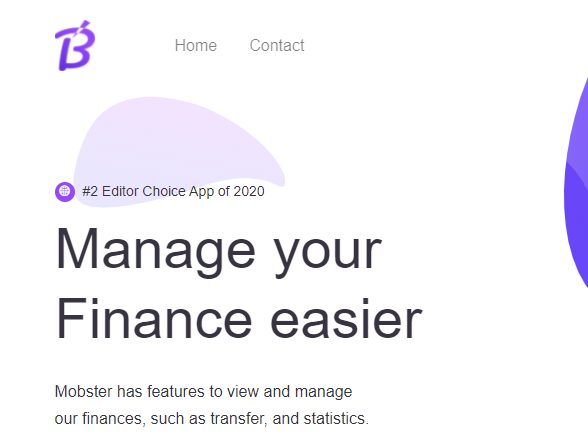 B
Home Contact
#2 Editor Choice App of 2020
Manage your
Finance easier
Mobster has features to view and manage
our finances, such as transfer, and statistics.